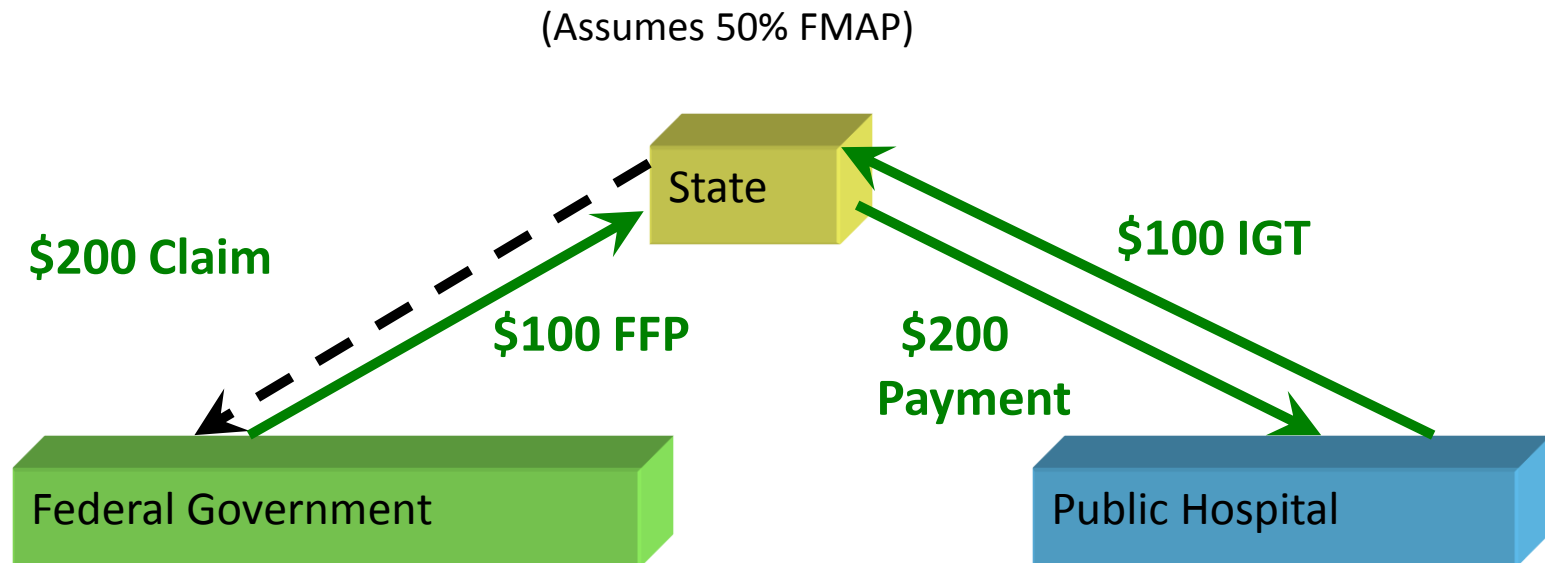 (Assumes 50% FMAP)
State
$200 Claim
$100 IGT
$100 FFP
$200
Payment
Federal Government
Public Hospital